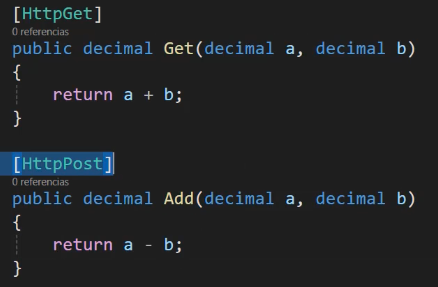 [HttpGet]
0 referencias
public decimal Get(decimal a, decimal b)
{
    return a + b;
}
[HttpPost]
0 referencias
public decimal Add(decimal a, decimal b)
{
    return a - b;
}